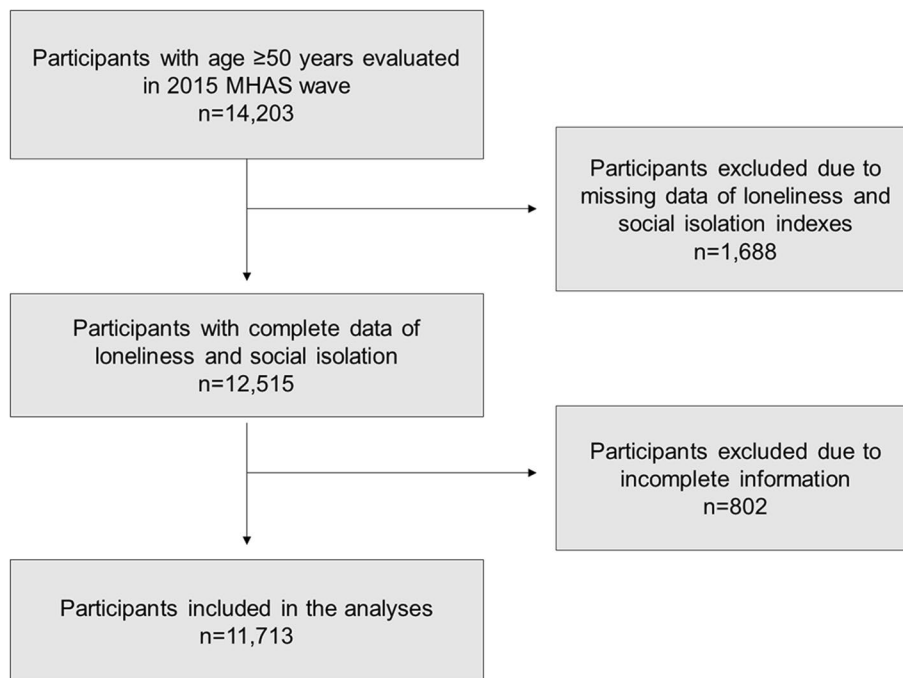 Participants with age ≥50 years evaluated
in 2015 MHAS wave
n=14,203
Participants excluded due to
missing data of loneliness and
social isolation indexes
n=1,688
Participants with complete data of
loneliness and social isolation
n=12,515
Participants excluded due to
incomplete information
n=802
Participants included in the analyses
n=11,713